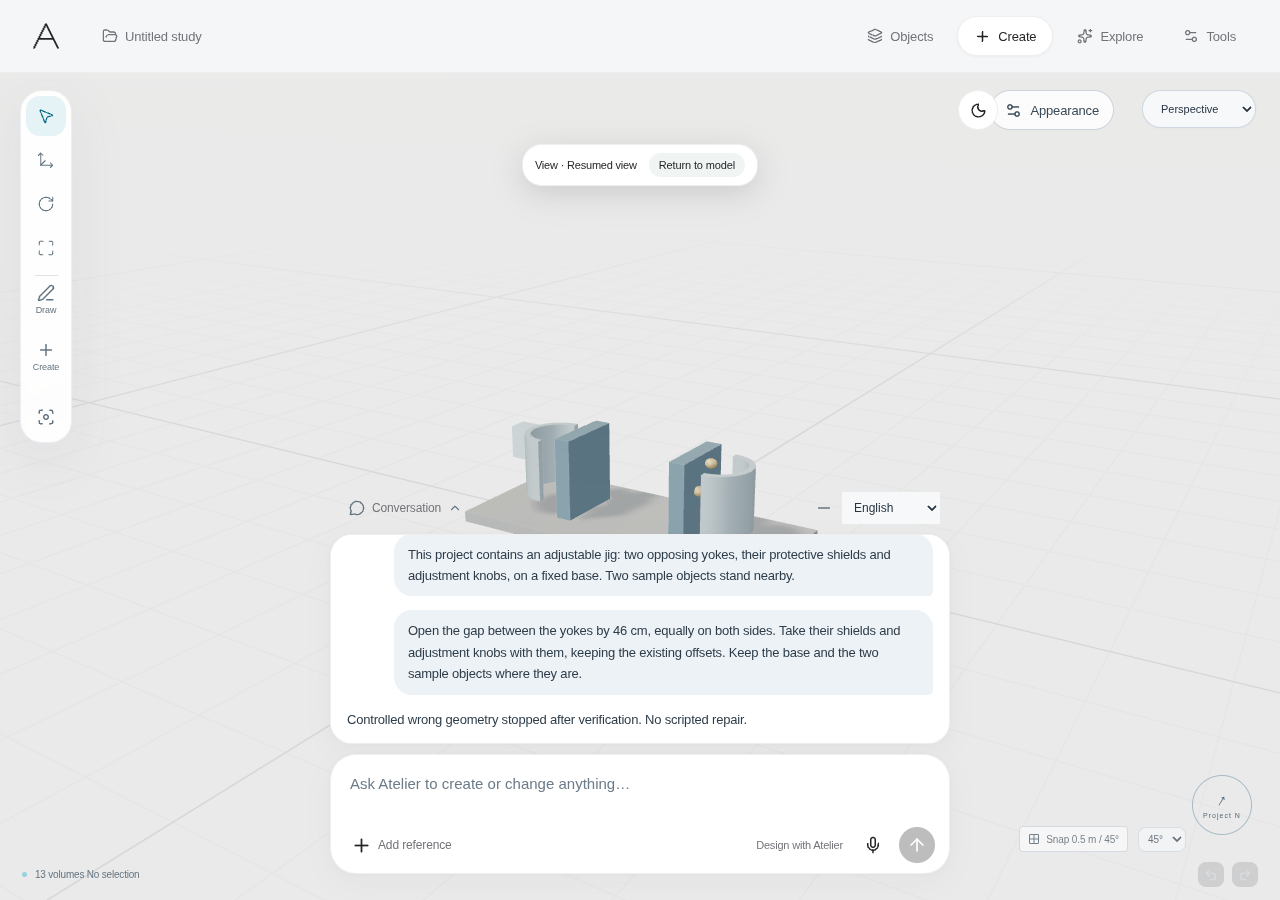 Untitled study
Objects
Create
Explore
Tools
Appearance
Perspective
View · Resumed view
Return to model
Draw
Create
Conversation
English
This project contains an adjustable jig: two opposing yokes, their protective shields and
adjustment knobs, on a fixed base. Two sample objects stand nearby.
Open the gap between the yokes by 46 cm, equally on both sides. Take their shields and
adjustment knobs with them, keeping the existing offsets. Keep the base and the two
sample objects where they are.
Controlled wrong geometry stopped after verification. No scripted repair.
Ask Atelier to create or change anything…
Add reference
Design with Atelier
Project N
Snap 0.5 m / 45°
45°
13 volumes No selection